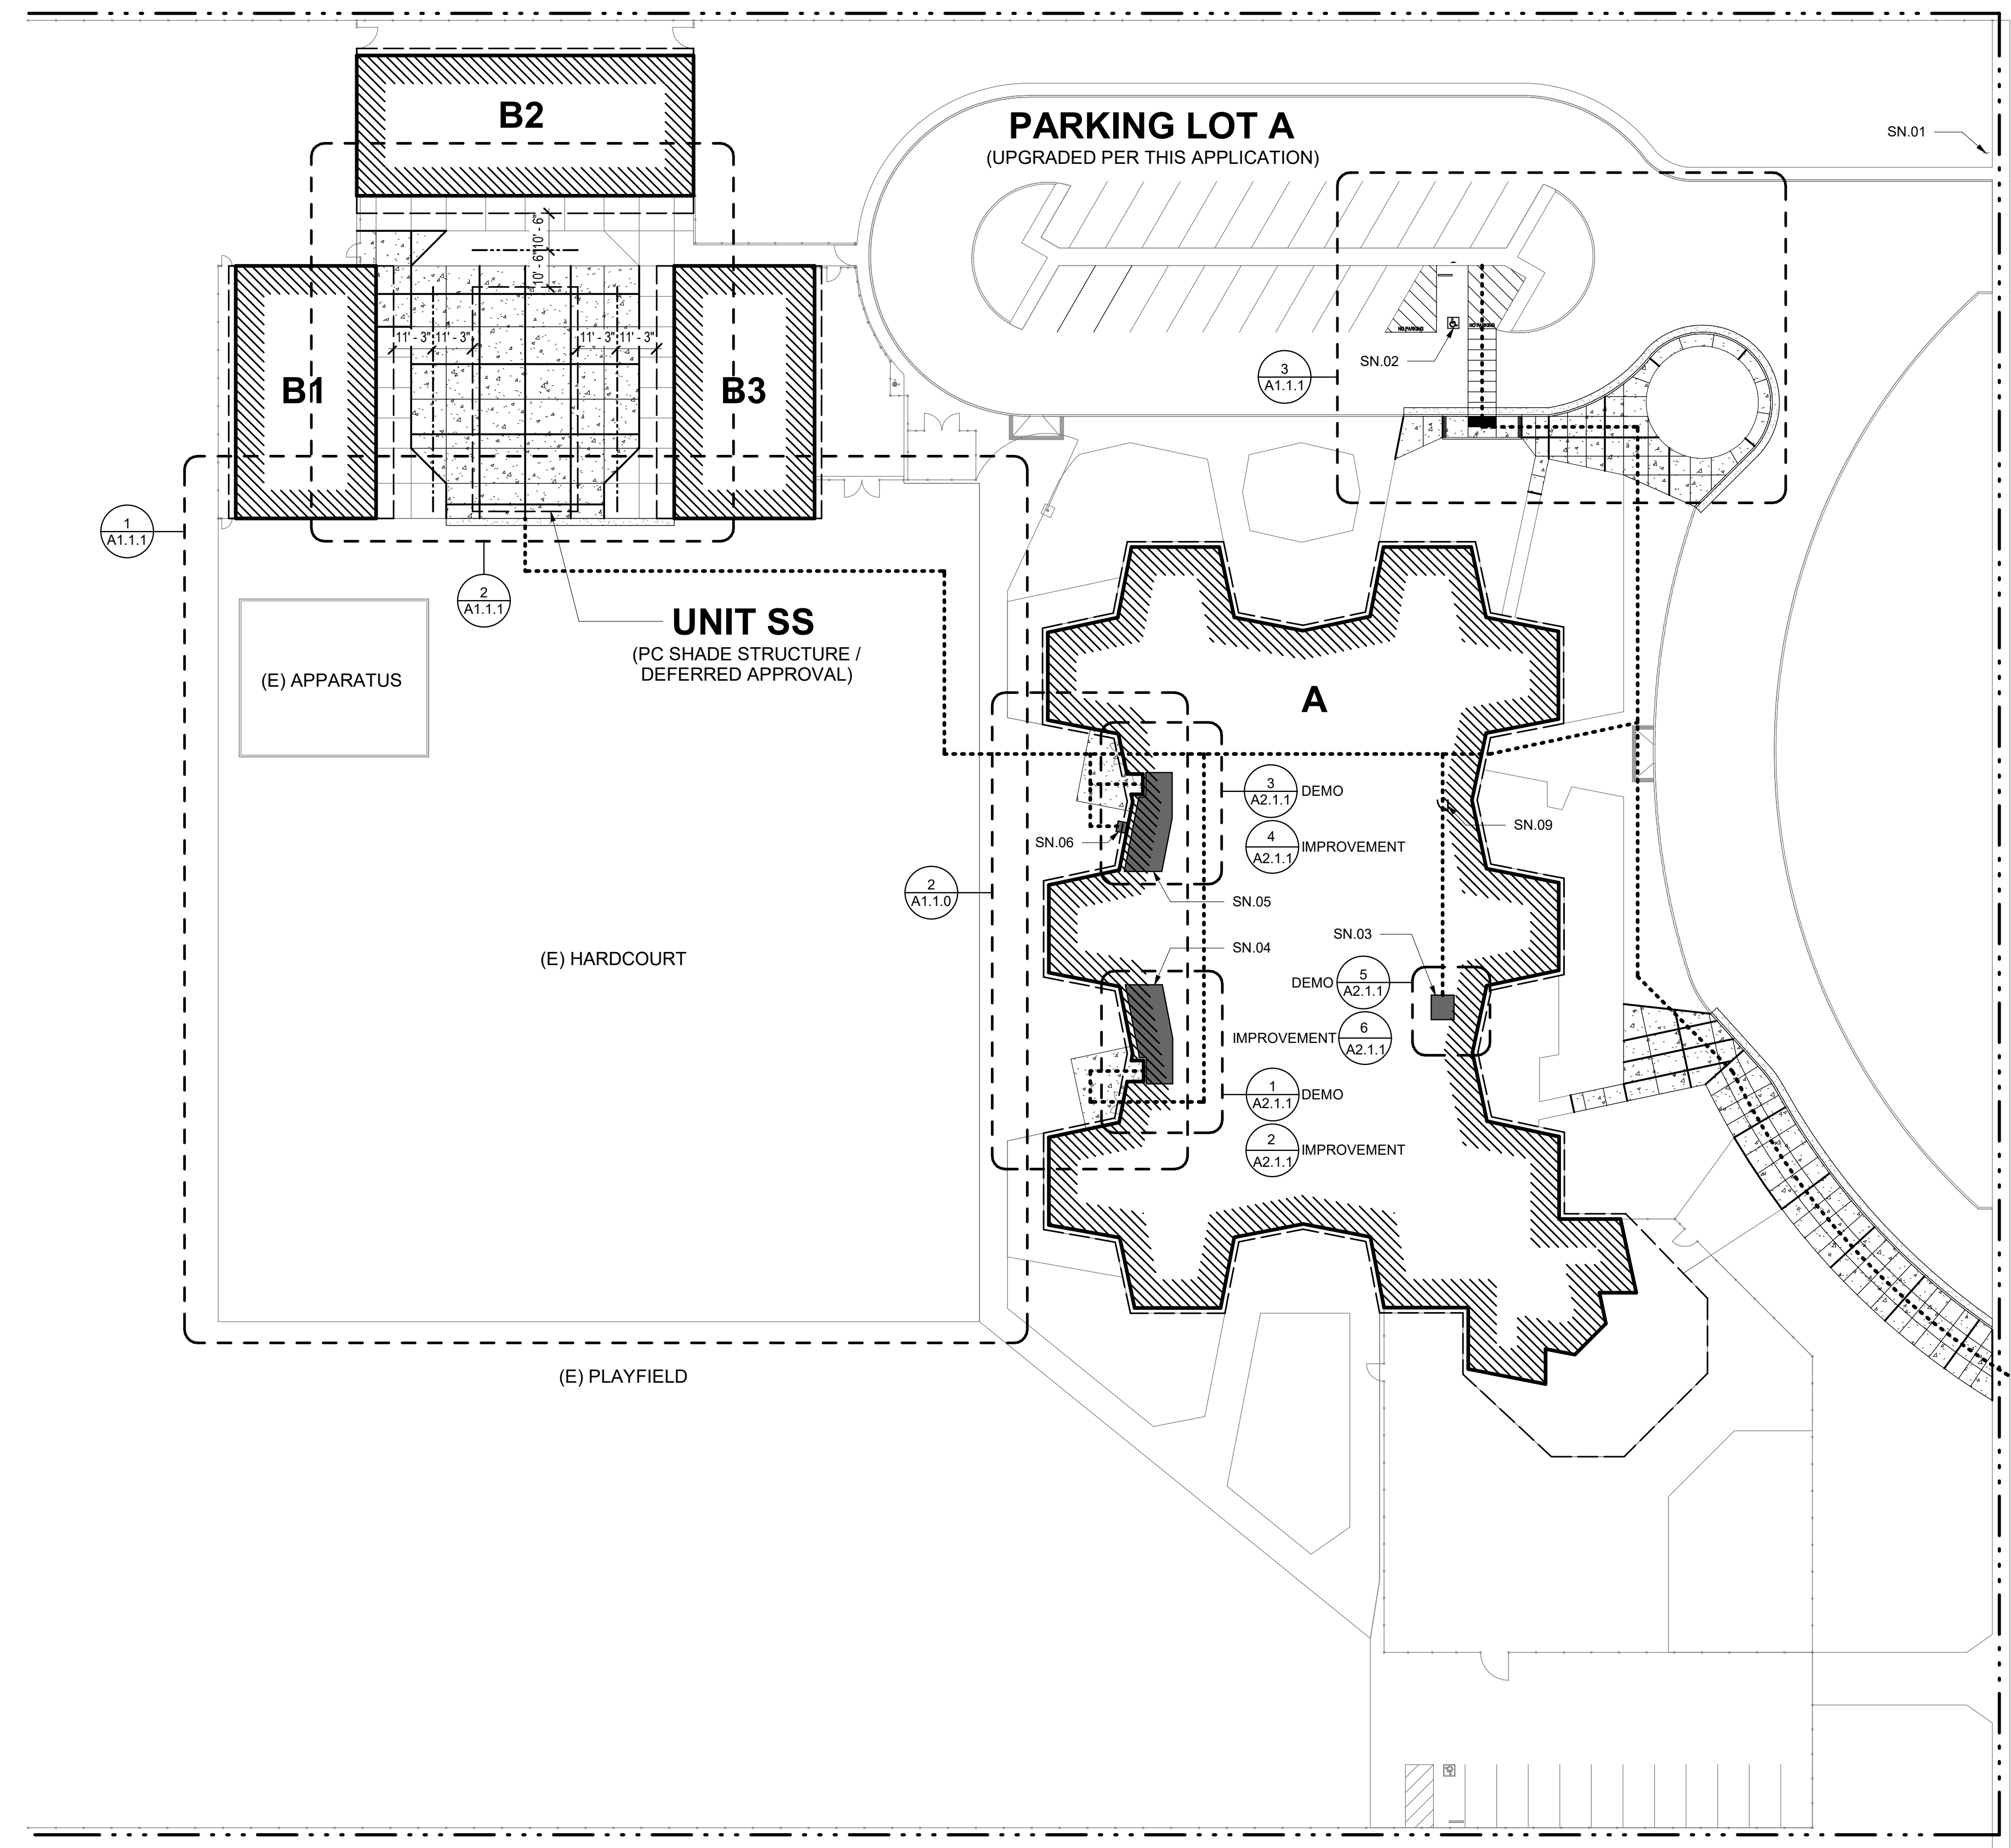 B2
PARKING LOT A
(UPGRADED PER THIS APPLICATION)
SN.01
10' - 6"
10' - 6"
11' - 3"
11' - 3"
11' - 3"
11' - 3"
B1
B3
NO PARKING
NO PARKING
SN.02
3
A1.1.1
1
A1.1.1
2
A1.1.1
UNIT SS
(PC SHADE STRUCTURE /
DEFERRED APPROVAL)
(E) APPARATUS
A
3
A2.1.1
DEMO
SN.09
SN.06
4
A2.1.1
IMPROVEMENT
2
A1.1.0
SN.05
SN.03
SN.04
(E) HARDCOURT
DEMO
5
A2.1.1
IMPROVEMENT
6
A2.1.1
1
A2.1.1
DEMO
2
A2.1.1
IMPROVEMENT
(E) PLAYFIELD